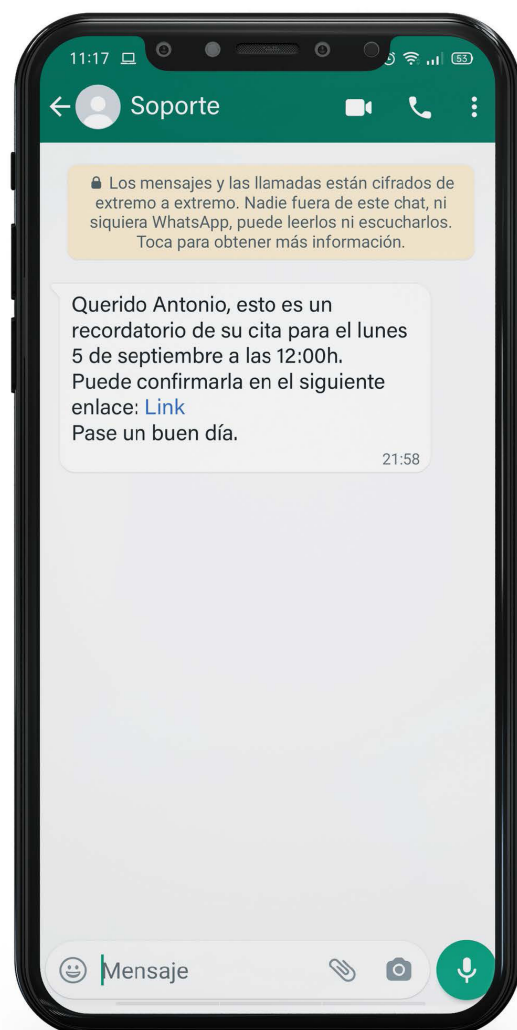 11:17
53
Soporte
Los mensajes y las llamadas están cifrados de
extremo a extremo. Nadie fuera de este chat, ni
siquiera WhatsApp, puede leerlos ni escucharlos.
Toca para obtener más información.
Querido Antonio, esto es un
recordatorio de su cita para el lunes
5 de septiembre a las 12:00h.
Puede confirmarla en el siguiente
enlace: Link
Pase un buen día.
21:58
Mensaje